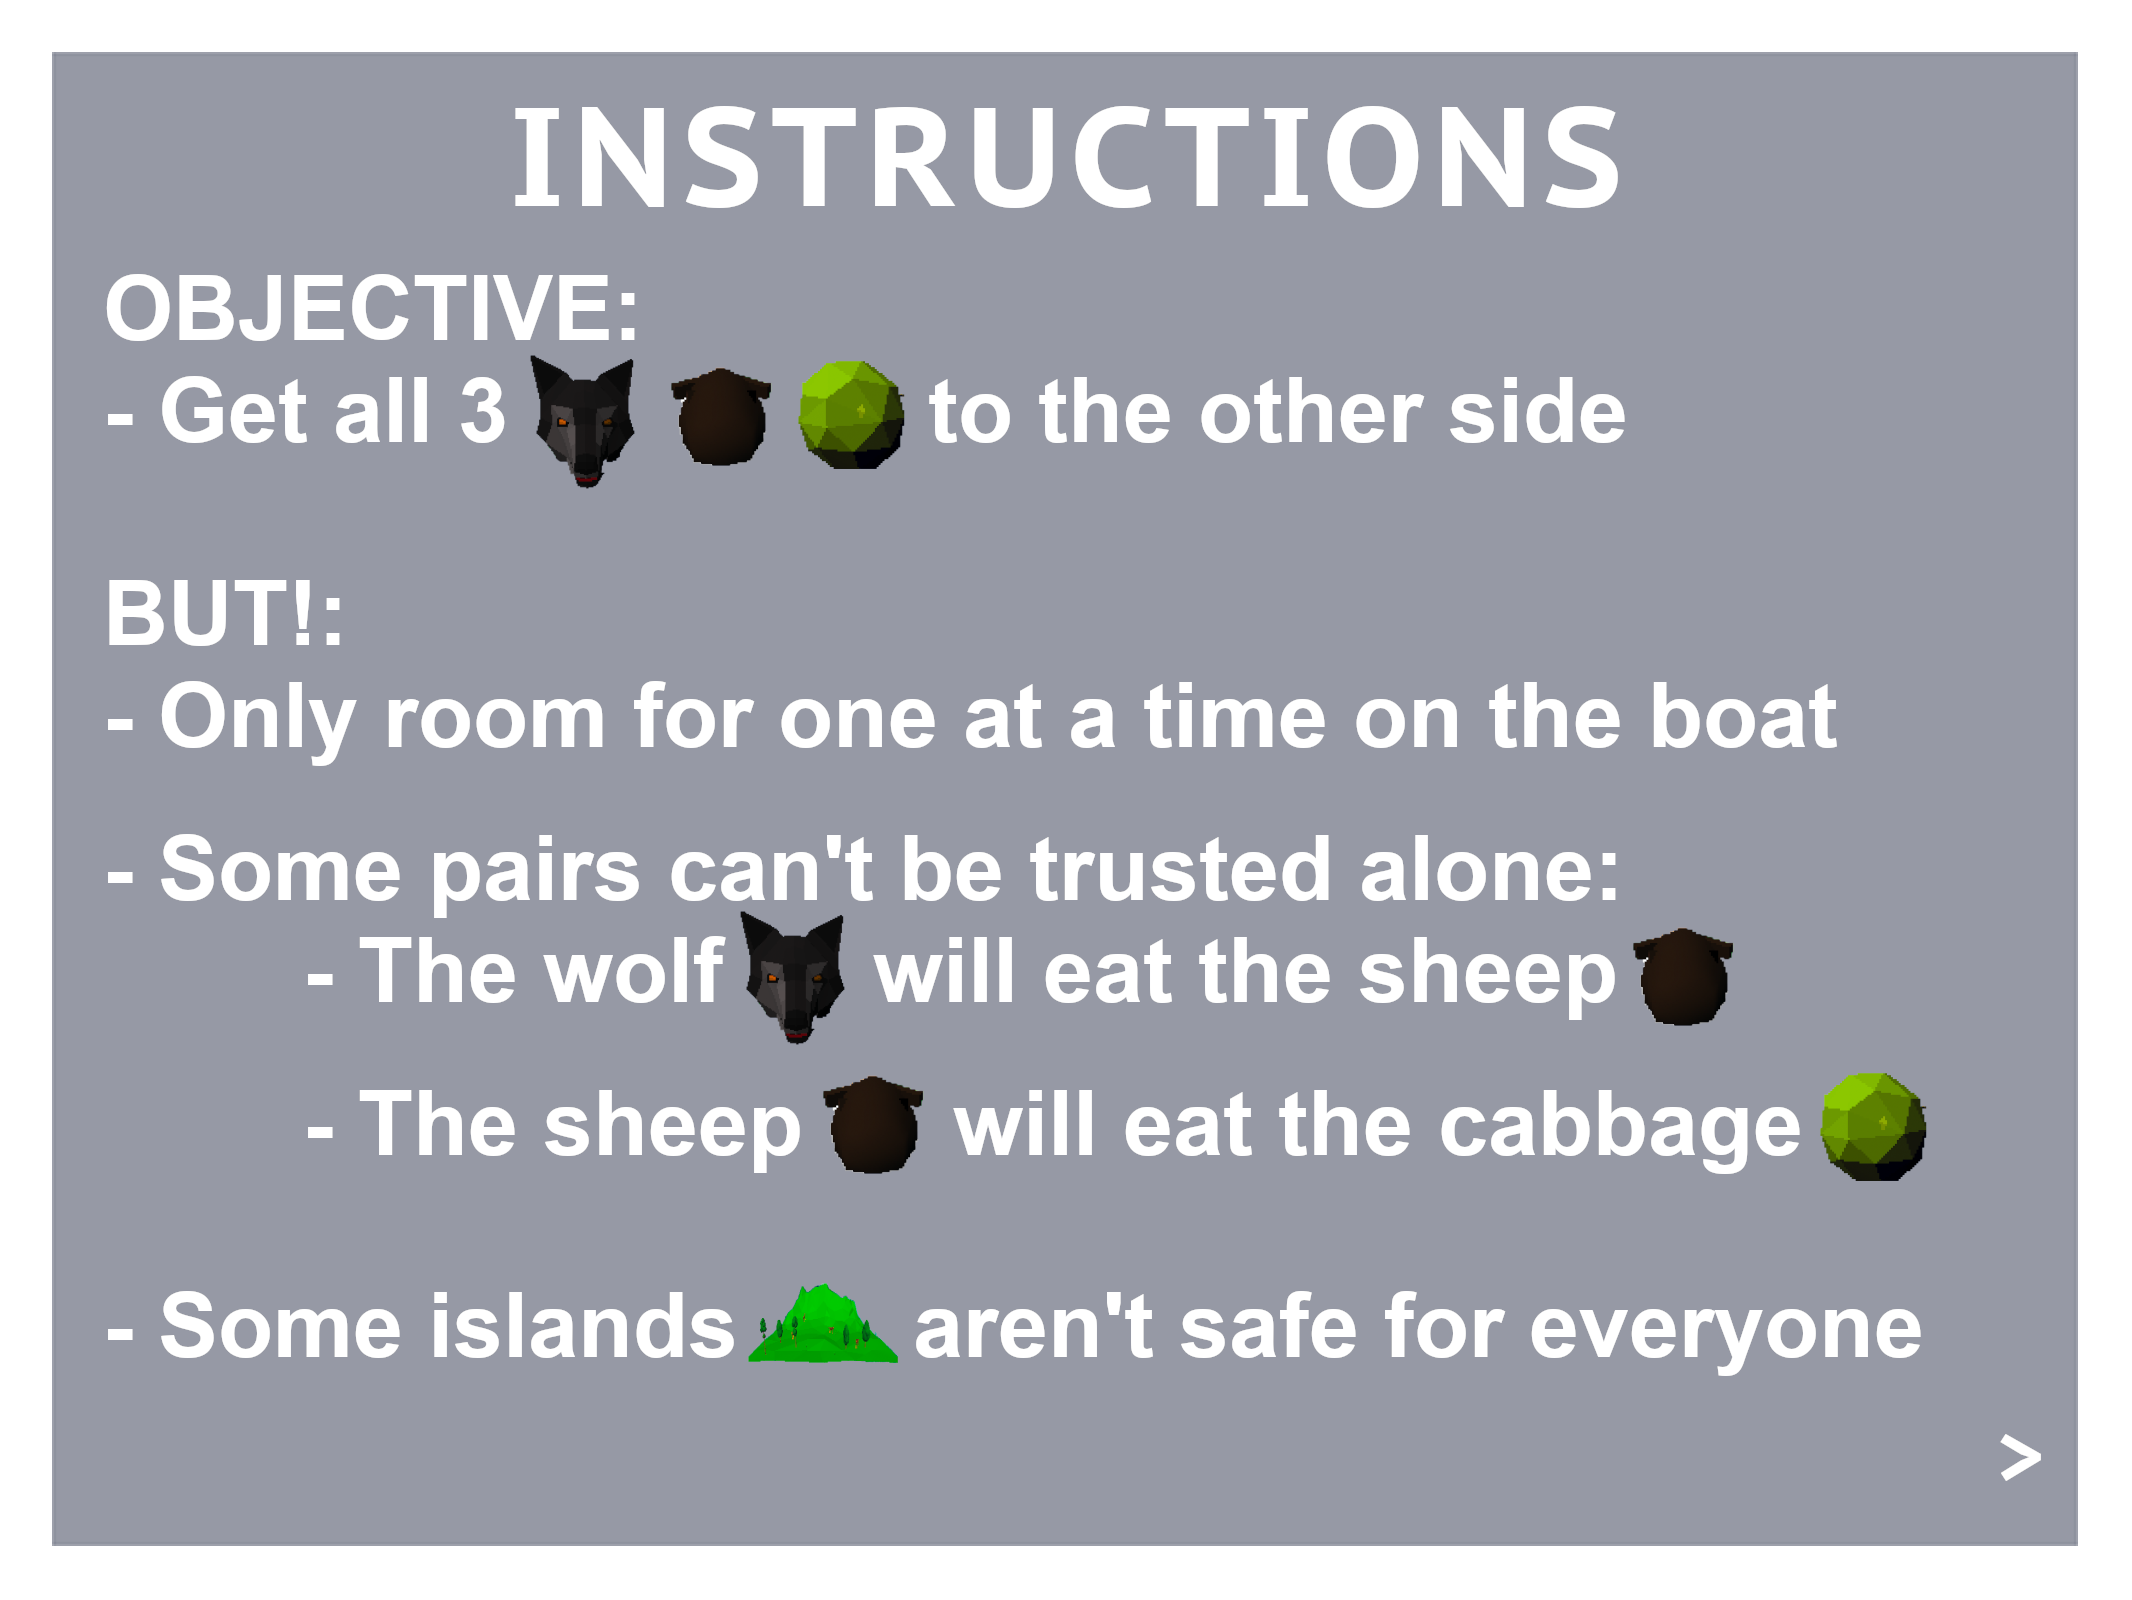 INSTRUCTIONS
OBJECTIVE:
- Get all 3 to the other side
BUT!:
- Only room for one at a time on the boat
- Some pairs can't be trusted alone:
- The wolf will eat the sheep
- The sheep will eat the cabbage
- Some islands aren't safe for everyone
>